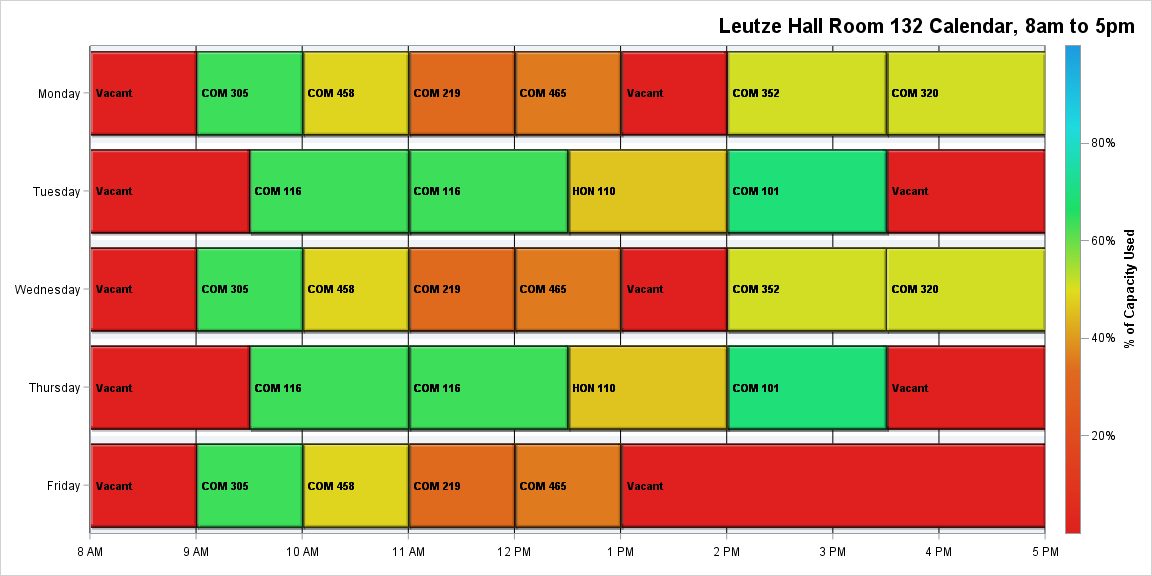 Leutze Hall Room 132 Calendar, 8am to 5pm
Monday
Vacant
COM 305
COM 458
COM 219
COM 465
Vacant
COM 352
COM 320
Tuesday
Vacant
COM 116
COM 116
HON 110
COM 101
Vacant
Wednesday
Vacant
COM 305
COM 458
COM 219
COM 465
Vacant
COM 352
COM 320
Thursday
Vacant
COM 116
COM 116
HON 110
COM 101
Vacant
Friday
Vacant
COM 305
COM 458
COM 219
COM 465
Vacant
8 AM
9 AM
10 AM
11 AM
12 PM
1 PM
2 PM
3 PM
4 PM
5 PM
80%
60%
40%
20%
% of Capacity Used